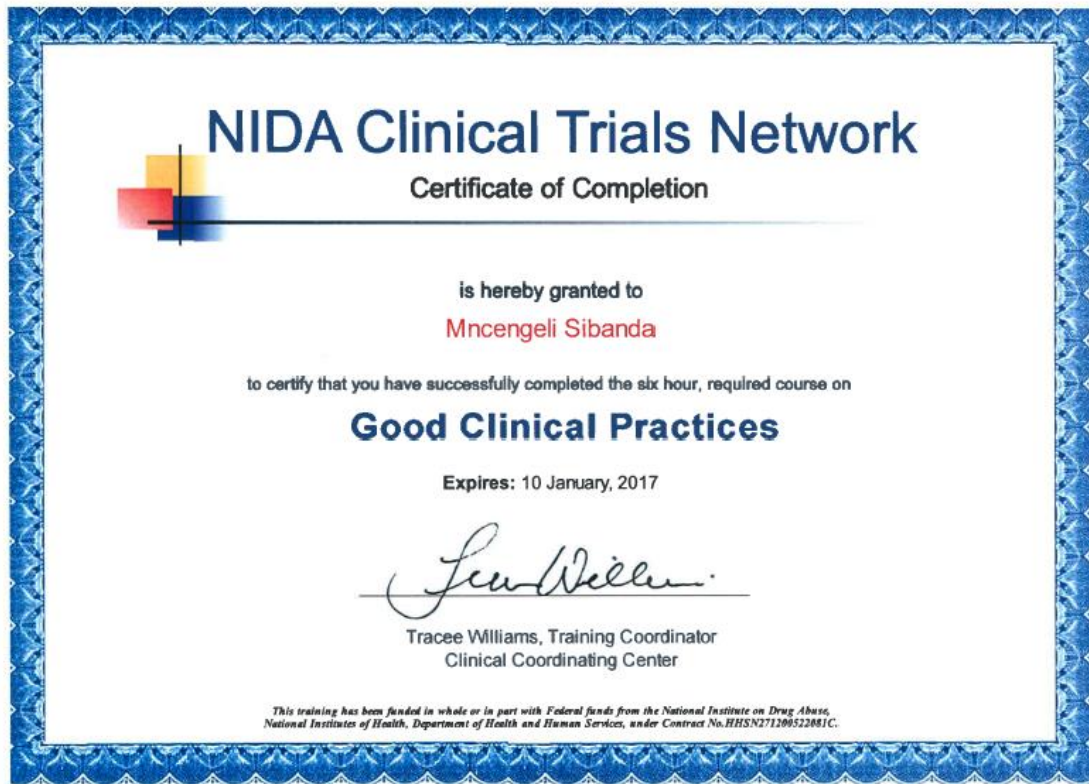 NIDA Clinical Trials Network
Certificate of Completion
is hereby granted to
Mncengeli Sibanda
to certify that you have successfully completed the six hour, required course on
Good Clinical Practices
Expires: 10 January, 2017
Tracee Williams, Training Coordinator
Clinical Coordinating Center
This training has been funded in whole or in part with Federal funds from the National Institute on Drug Abuse,
National Institutes of Health, Department of Health and Human Services, under Contract No.HHSN271200522081C.